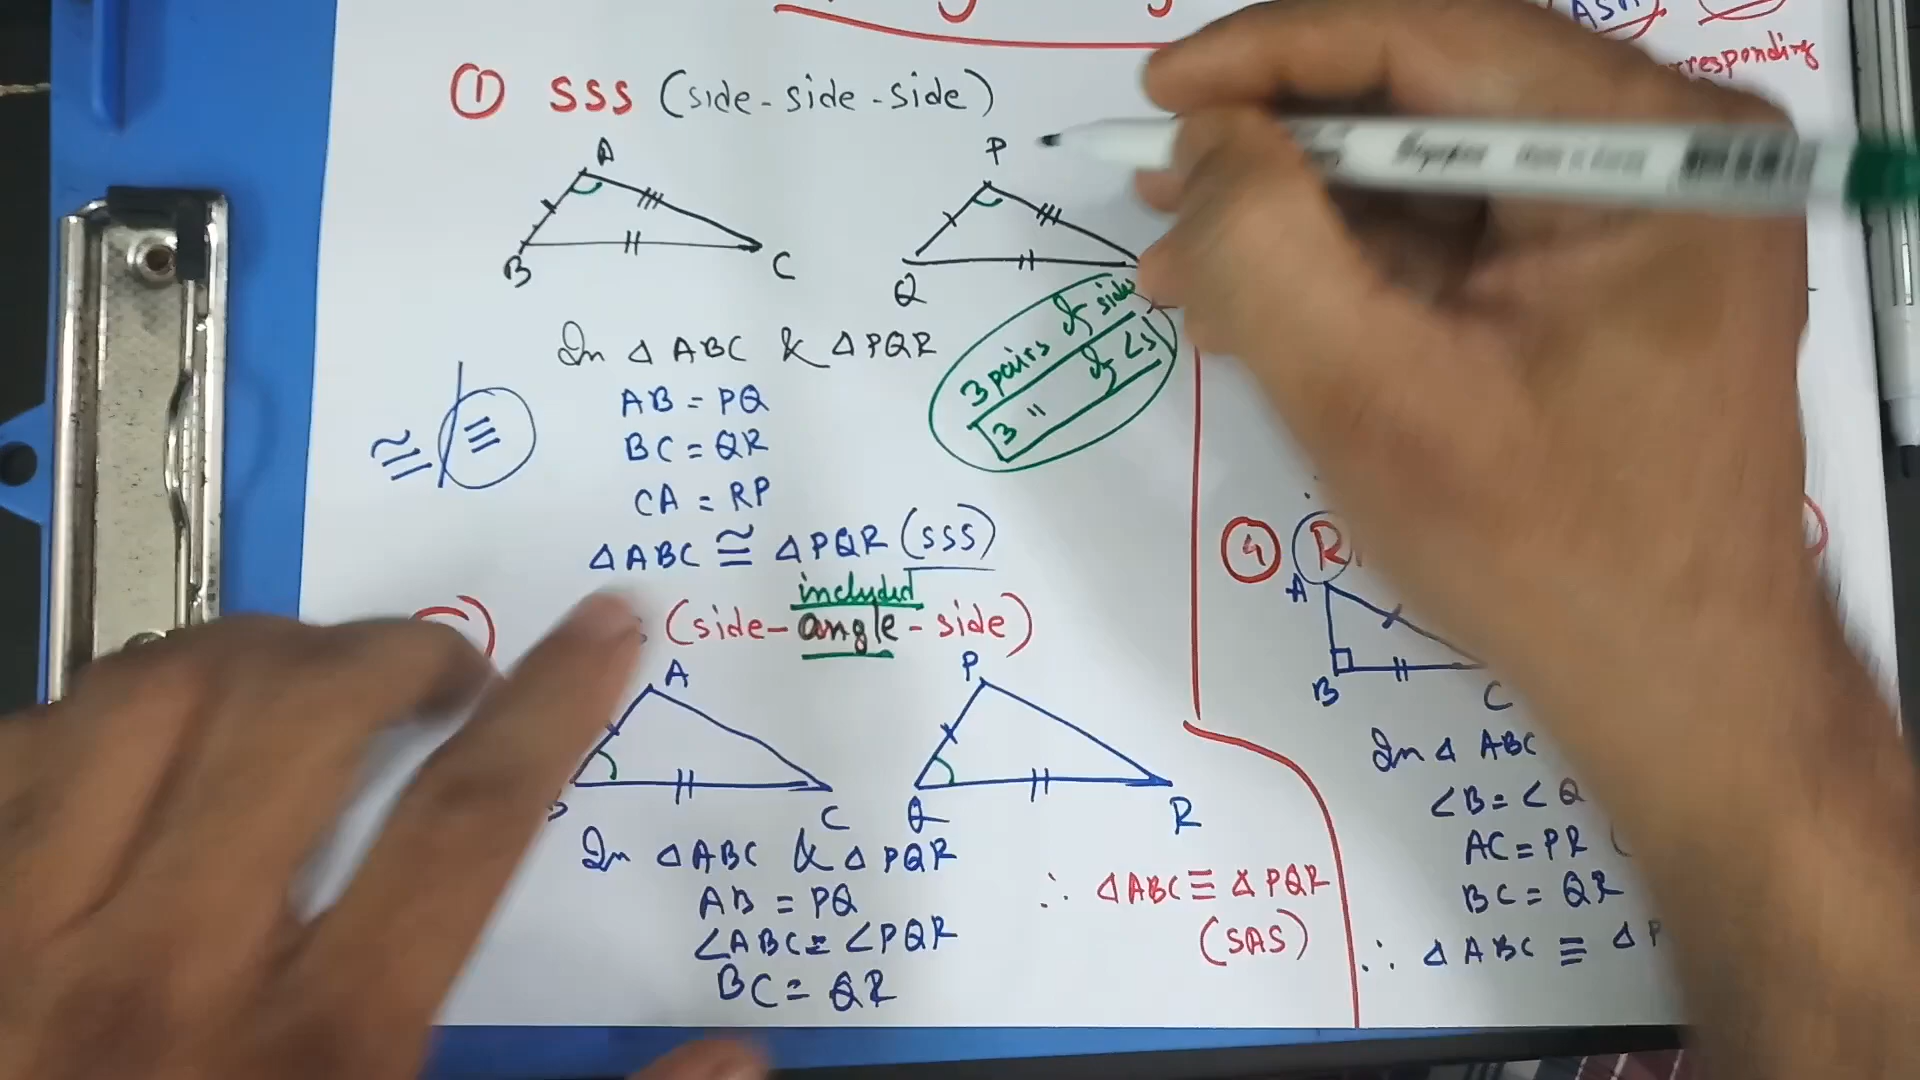 ① SSS (side - side - side)
A
B
C
P
Q
In △ ABC & △ PQR
AB = PQ
BC = QR
CA = RP
△ABC ≅ △PQR (SSS)
≅ ≡
3 pairs of sides
3 " of ∠s
included
(side - angle - side)
A
C
P
Q
R
In △ABC & △ PQR
AB = PQ
∠ABC = ∠PQR
BC = QR
∴ △ABC ≡ △ PQR
(SAS)
rresponding
④ R
A
B
C
In △ ABC
∠B = ∠Q
AC = PR (
BC = QR
∴ △ ABC ≡ △ P